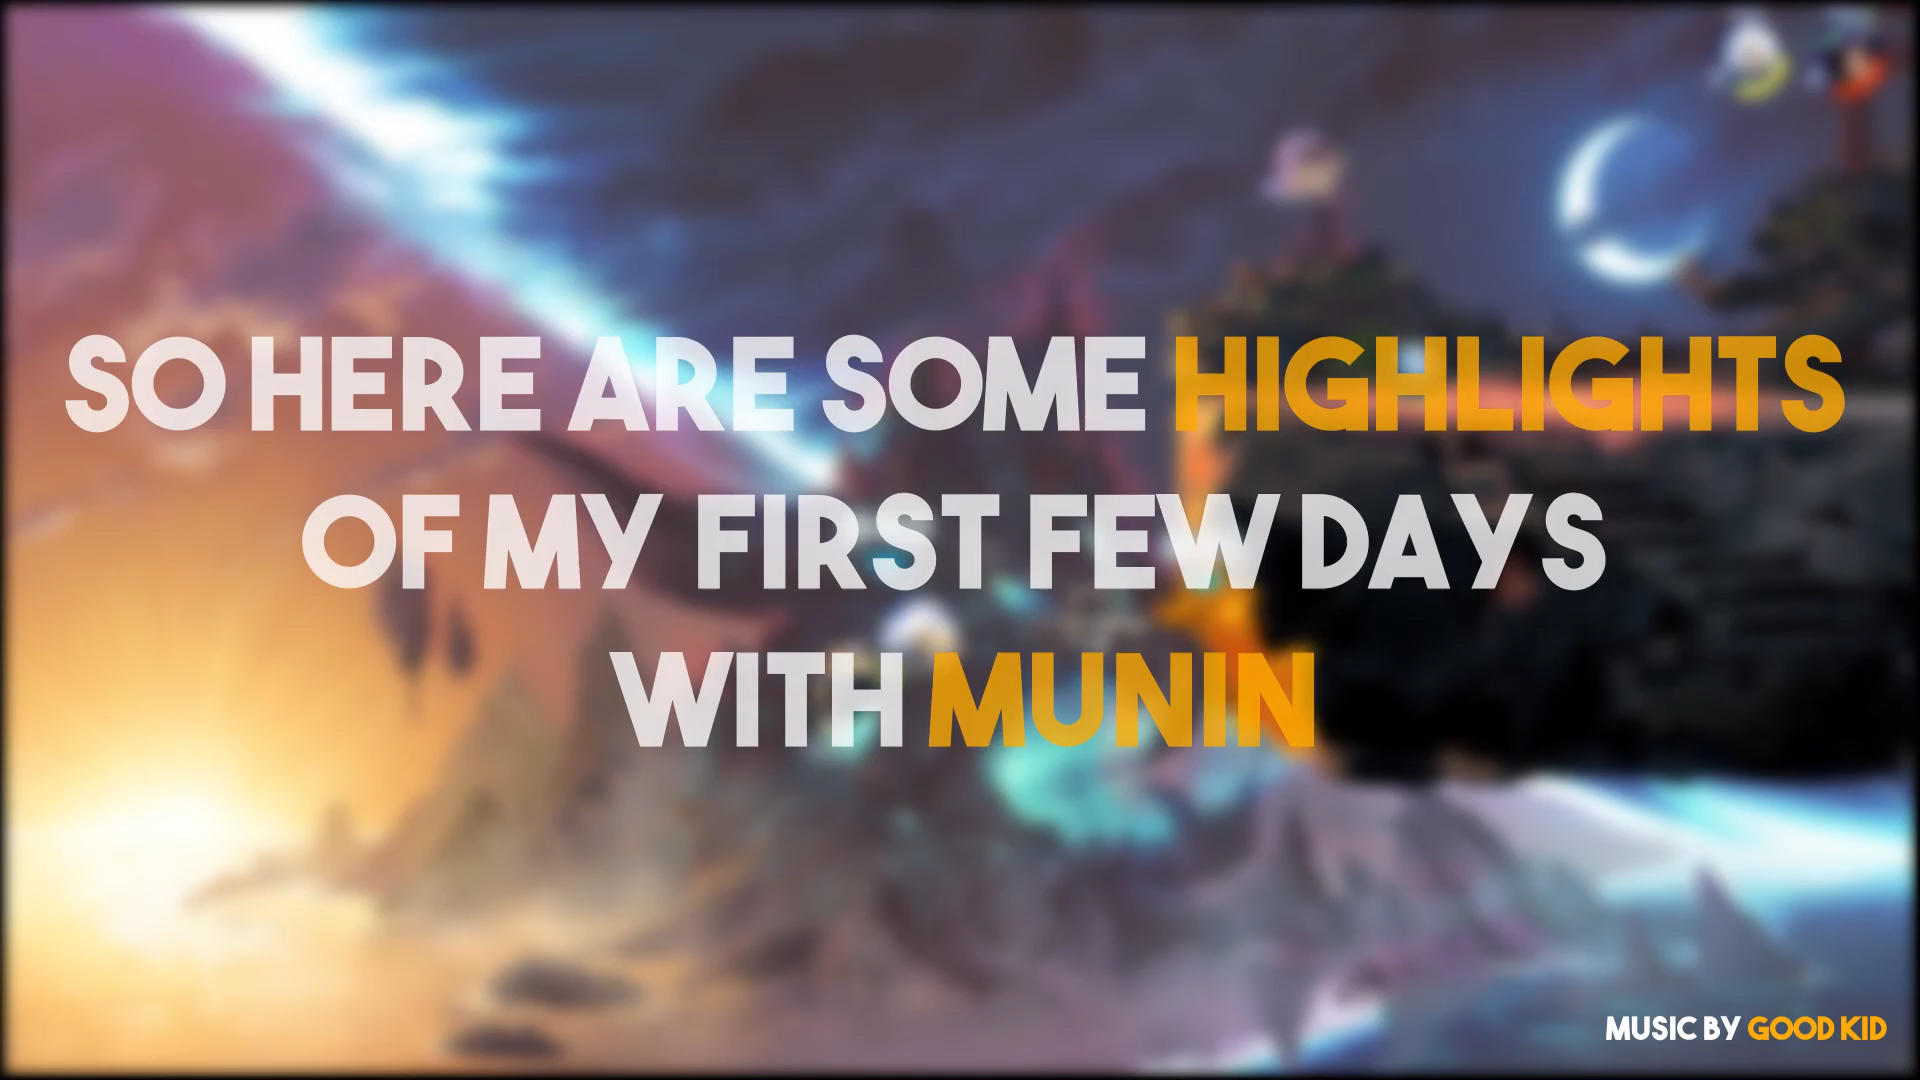 SO HERE ARE SOME HIGHLIGHTS
OF MY FIRST FEW DAYS
WITH MUNIN
MUSIC BY GOOD KID